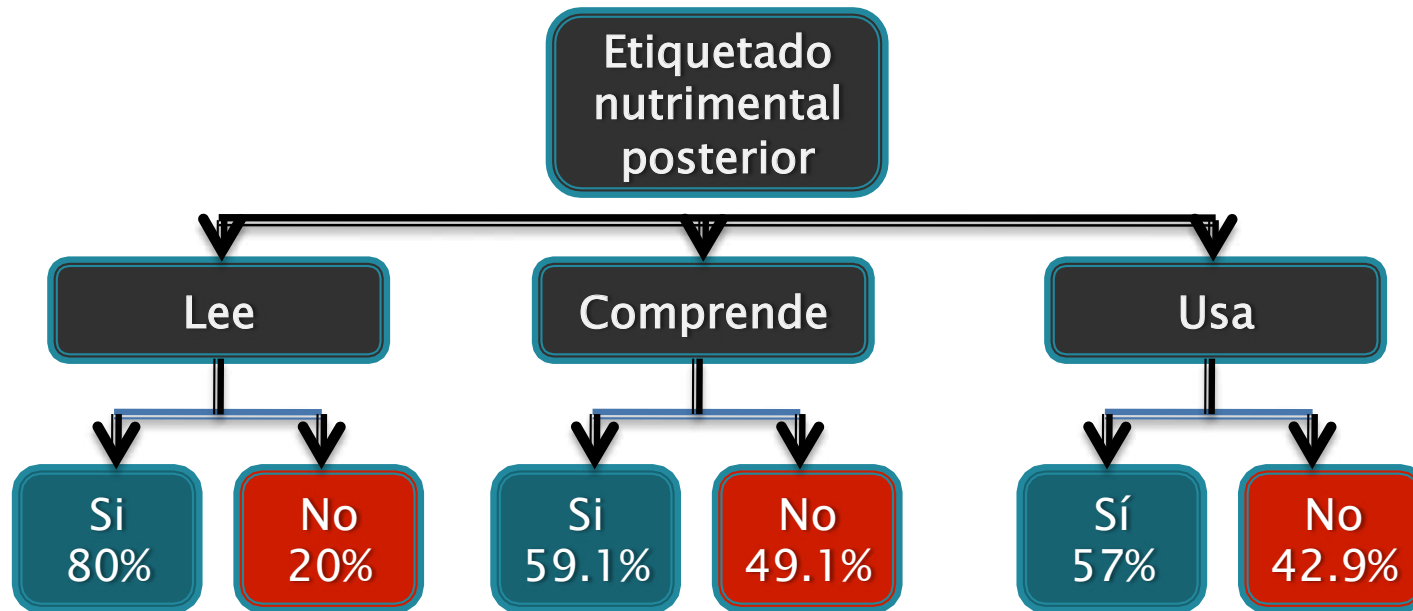 Etiquetado
nutrimental
posterior
Lee
Comprende
Usa
Si
80%
No
20%
Si
59.1%
No
49.1%
Sí
57%
No
42.9%